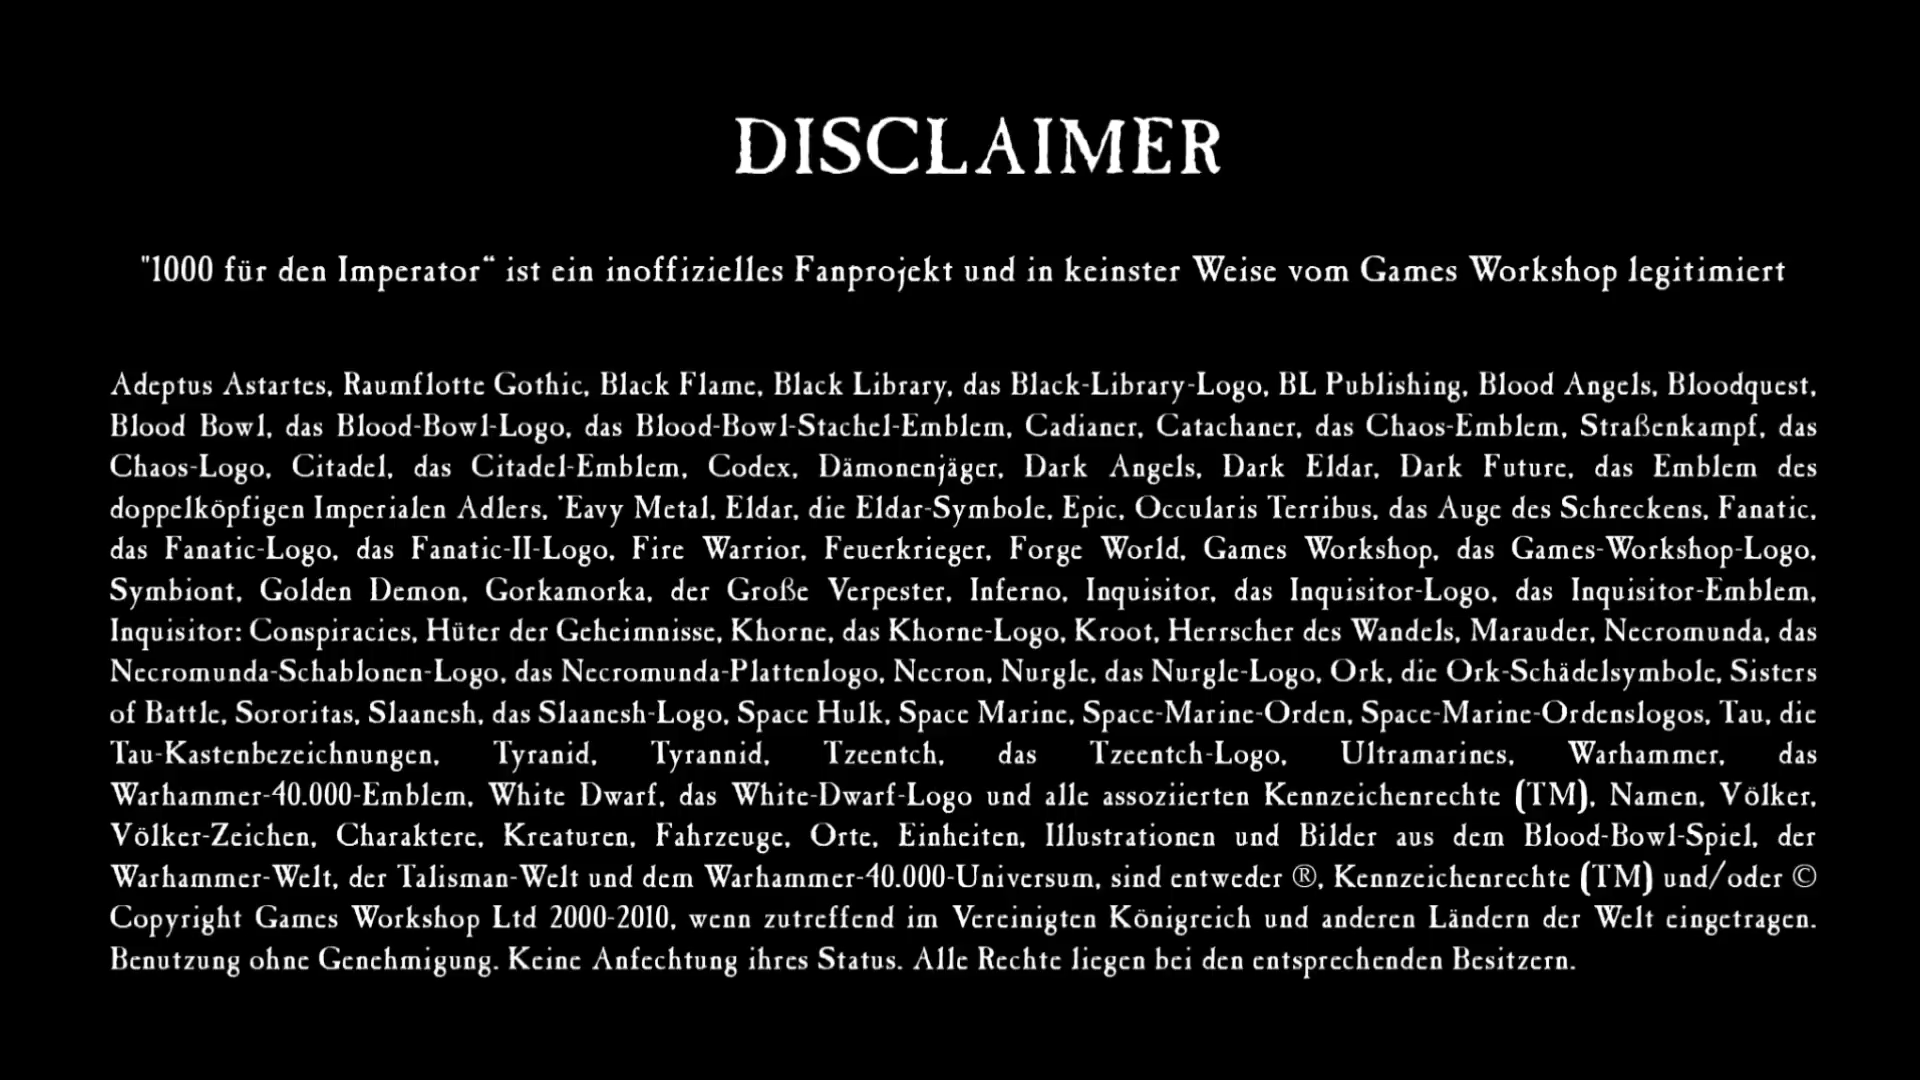 DISCLAIMER
"1000 für den Imperator“ ist ein inoffizielles Fanprojekt und in keinster Weise vom Games Workshop legitimiert
Adeptus Astartes, Raumflotte Gothic, Black Flame, Black Library, das Black-Library-Logo, BL Publishing, Blood Angels, Bloodquest,
Blood Bowl, das Blood-Bowl-Logo, das Blood-Bowl-Stachel-Emblem, Cadianer, Catachaner, das Chaos-Emblem, Straßenkampf, das
Chaos-Logo, Citadel, das Citadel-Emblem, Codex, Dämonenjäger, Dark Angels, Dark Eldar, Dark Future, das Emblem des
doppelköpfigen Imperialen Adlers, 'Eavy Metal, Eldar, die Eldar-Symbole, Epic, Occularis Terribus, das Auge des Schreckens, Fanatic,
das Fanatic-Logo, das Fanatic-II-Logo, Fire Warrior, Feuerkrieger, Forge World, Games Workshop, das Games-Workshop-Logo,
Symbiont, Golden Demon, Gorkamorka, der Große Verpester, Inferno, Inquisitor, das Inquisitor-Logo, das Inquisitor-Emblem,
Inquisitor: Conspiracies, Hüter der Geheimnisse, Khorne, das Khorne-Logo, Kroot, Herrscher des Wandels, Marauder, Necromunda, das
Necromunda-Schablonen-Logo, das Necromunda-Plattenlogo, Necron, Nurgle, das Nurgle-Logo, Ork, die Ork-Schädelsymbole, Sisters
of Battle, Sororitas, Slaanesh, das Slaanesh-Logo, Space Hulk, Space Marine, Space-Marine-Orden, Space-Marine-Ordenslogos, Tau, die
Tau-Kastenbezeichnungen, Tyranid, Tyrannid, Tzeentch, das Tzeentch-Logo, Ultramarines, Warhammer, das
Warhammer-40.000-Emblem, White Dwarf, das White-Dwarf-Logo und alle assoziierten Kennzeichenrechte (TM), Namen, Völker,
Völker-Zeichen, Charaktere, Kreaturen, Fahrzeuge, Orte, Einheiten, Illustrationen und Bilder aus dem Blood-Bowl-Spiel, der
Warhammer-Welt, der Talisman-Welt und dem Warhammer-40.000-Universum, sind entweder ®, Kennzeichenrechte (TM) und/oder ©
Copyright Games Workshop Ltd 2000-2010, wenn zutreffend im Vereinigten Königreich und anderen Ländern der Welt eingetragen.
Benutzung ohne Genehmigung. Keine Anfechtung ihres Status. Alle Rechte liegen bei den entsprechenden Besitzern.